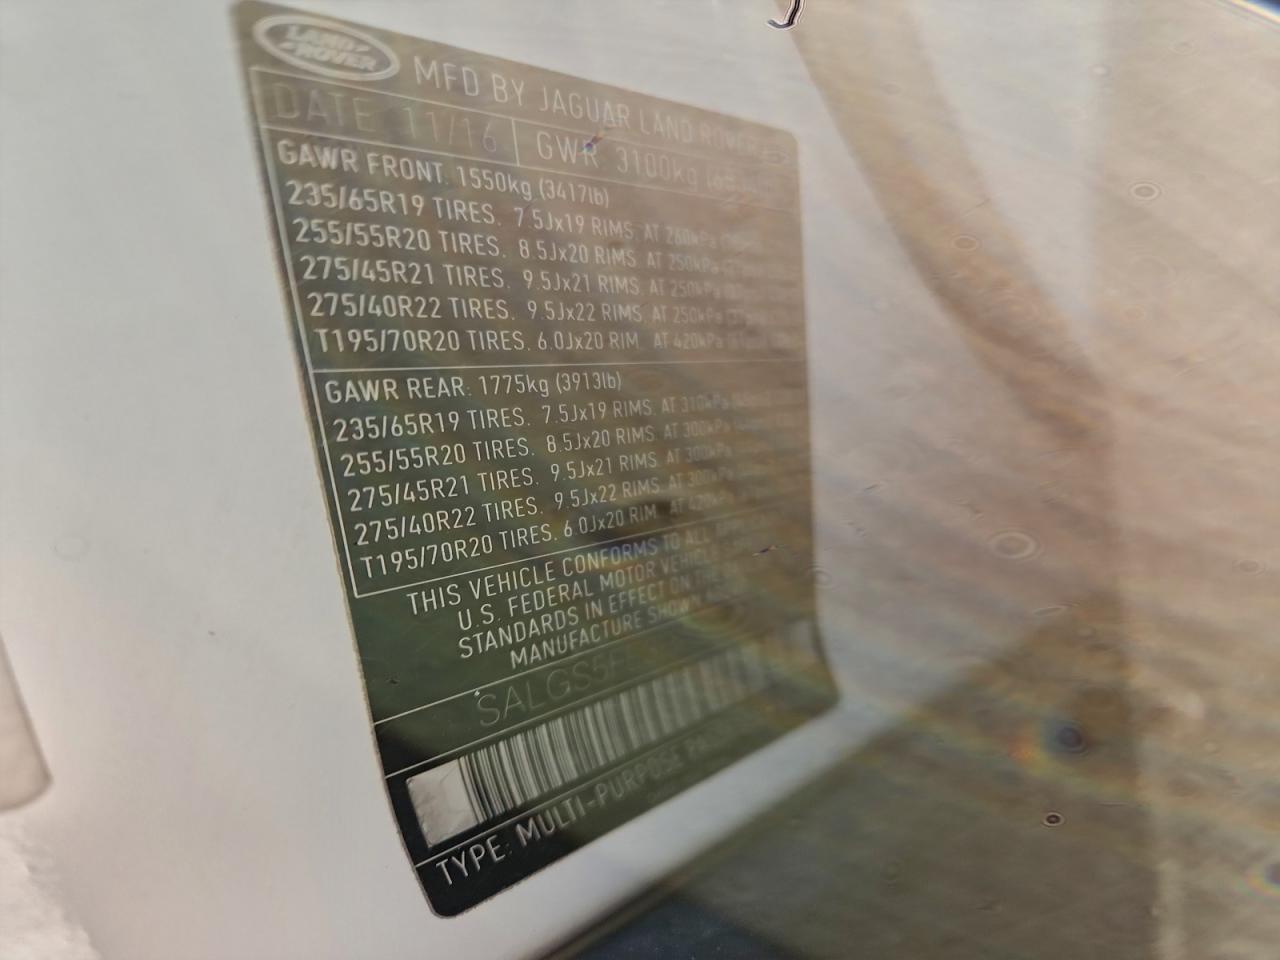 LAND ROVER
MFD BY JAGUAR LAND ROVER
DATE 11/16 GWR 3100kg
GAWR FRONT. 1550kg (3417lb)
235/65R19 TIRES. 7.5Jx19 RIMS. AT 260kPa
255/55R20 TIRES. 8.5Jx20 RIMS. AT 250kPa
275/45R21 TIRES. 9.5Jx21 RIMS. AT 250kPa
275/40R22 TIRES. 9.5Jx22 RIMS. AT 250kPa
T195/70R20 TIRES. 6.0Jx20 RIM. AT 420kPa
GAWR REAR: 1775kg (3913lb)
235/65R19 TIRES. 7.5Jx19 RIMS. AT 310kPa
255/55R20 TIRES. 8.5Jx20 RIMS. AT 300kPa
275/45R21 TIRES. 9.5Jx21 RIMS. AT 300kPa
275/40R22 TIRES. 9.5Jx22 RIMS. AT 300kPa
T195/70R20 TIRES. 6.0Jx20 RIM. AT 420kPa
THIS VEHICLE CONFORMS TO ALL
U.S. FEDERAL MOTOR VEHICLE
STANDARDS IN EFFECT ON THE
MANUFACTURE SHOWN
SALGS5FE
TYPE: MULTI-PURPOSE